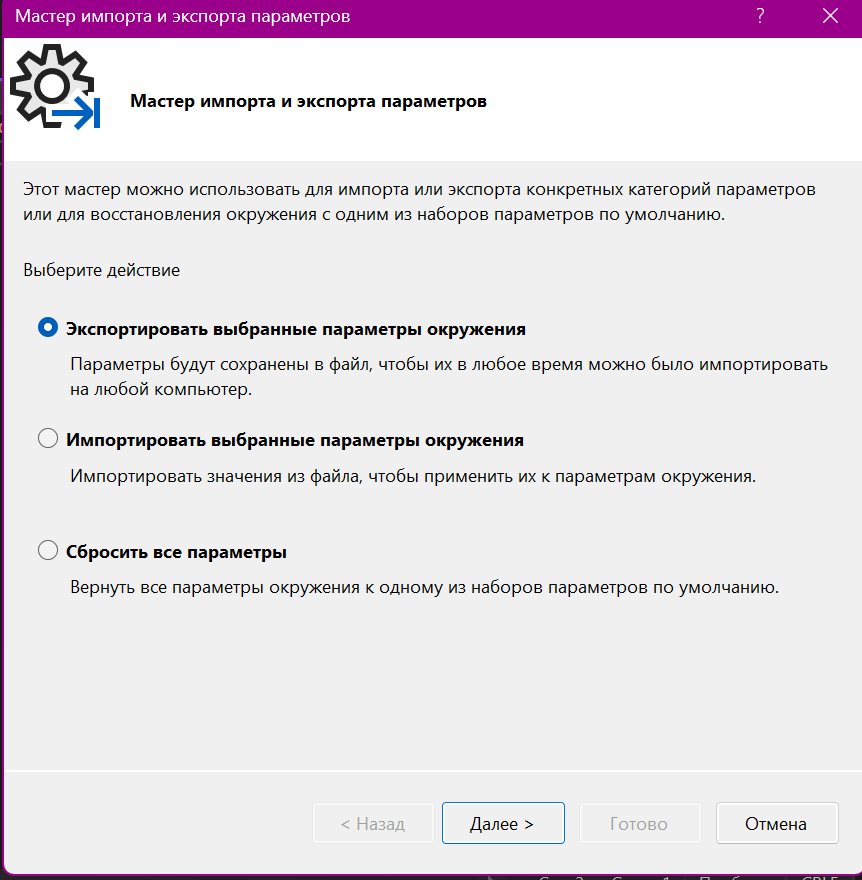 Мастер импорта и экспорта параметров
?
Мастер импорта и экспорта параметров
Этот мастер можно использовать для импорта или экспорта конкретных категорий параметров
или для восстановления окружения с одним из наборов параметров по умолчанию.
Выберите действие
Экспортировать выбранные параметры окружения
Параметры будут сохранены в файл, чтобы их в любое время можно было импортировать
на любой компьютер.
Импортировать выбранные параметры окружения
Импортировать значения из файла, чтобы применить их к параметрам окружения.
Сбросить все параметры
Вернуть все параметры окружения к одному из наборов параметров по умолчанию.
< Назад
Далее >
Готово
Отмена